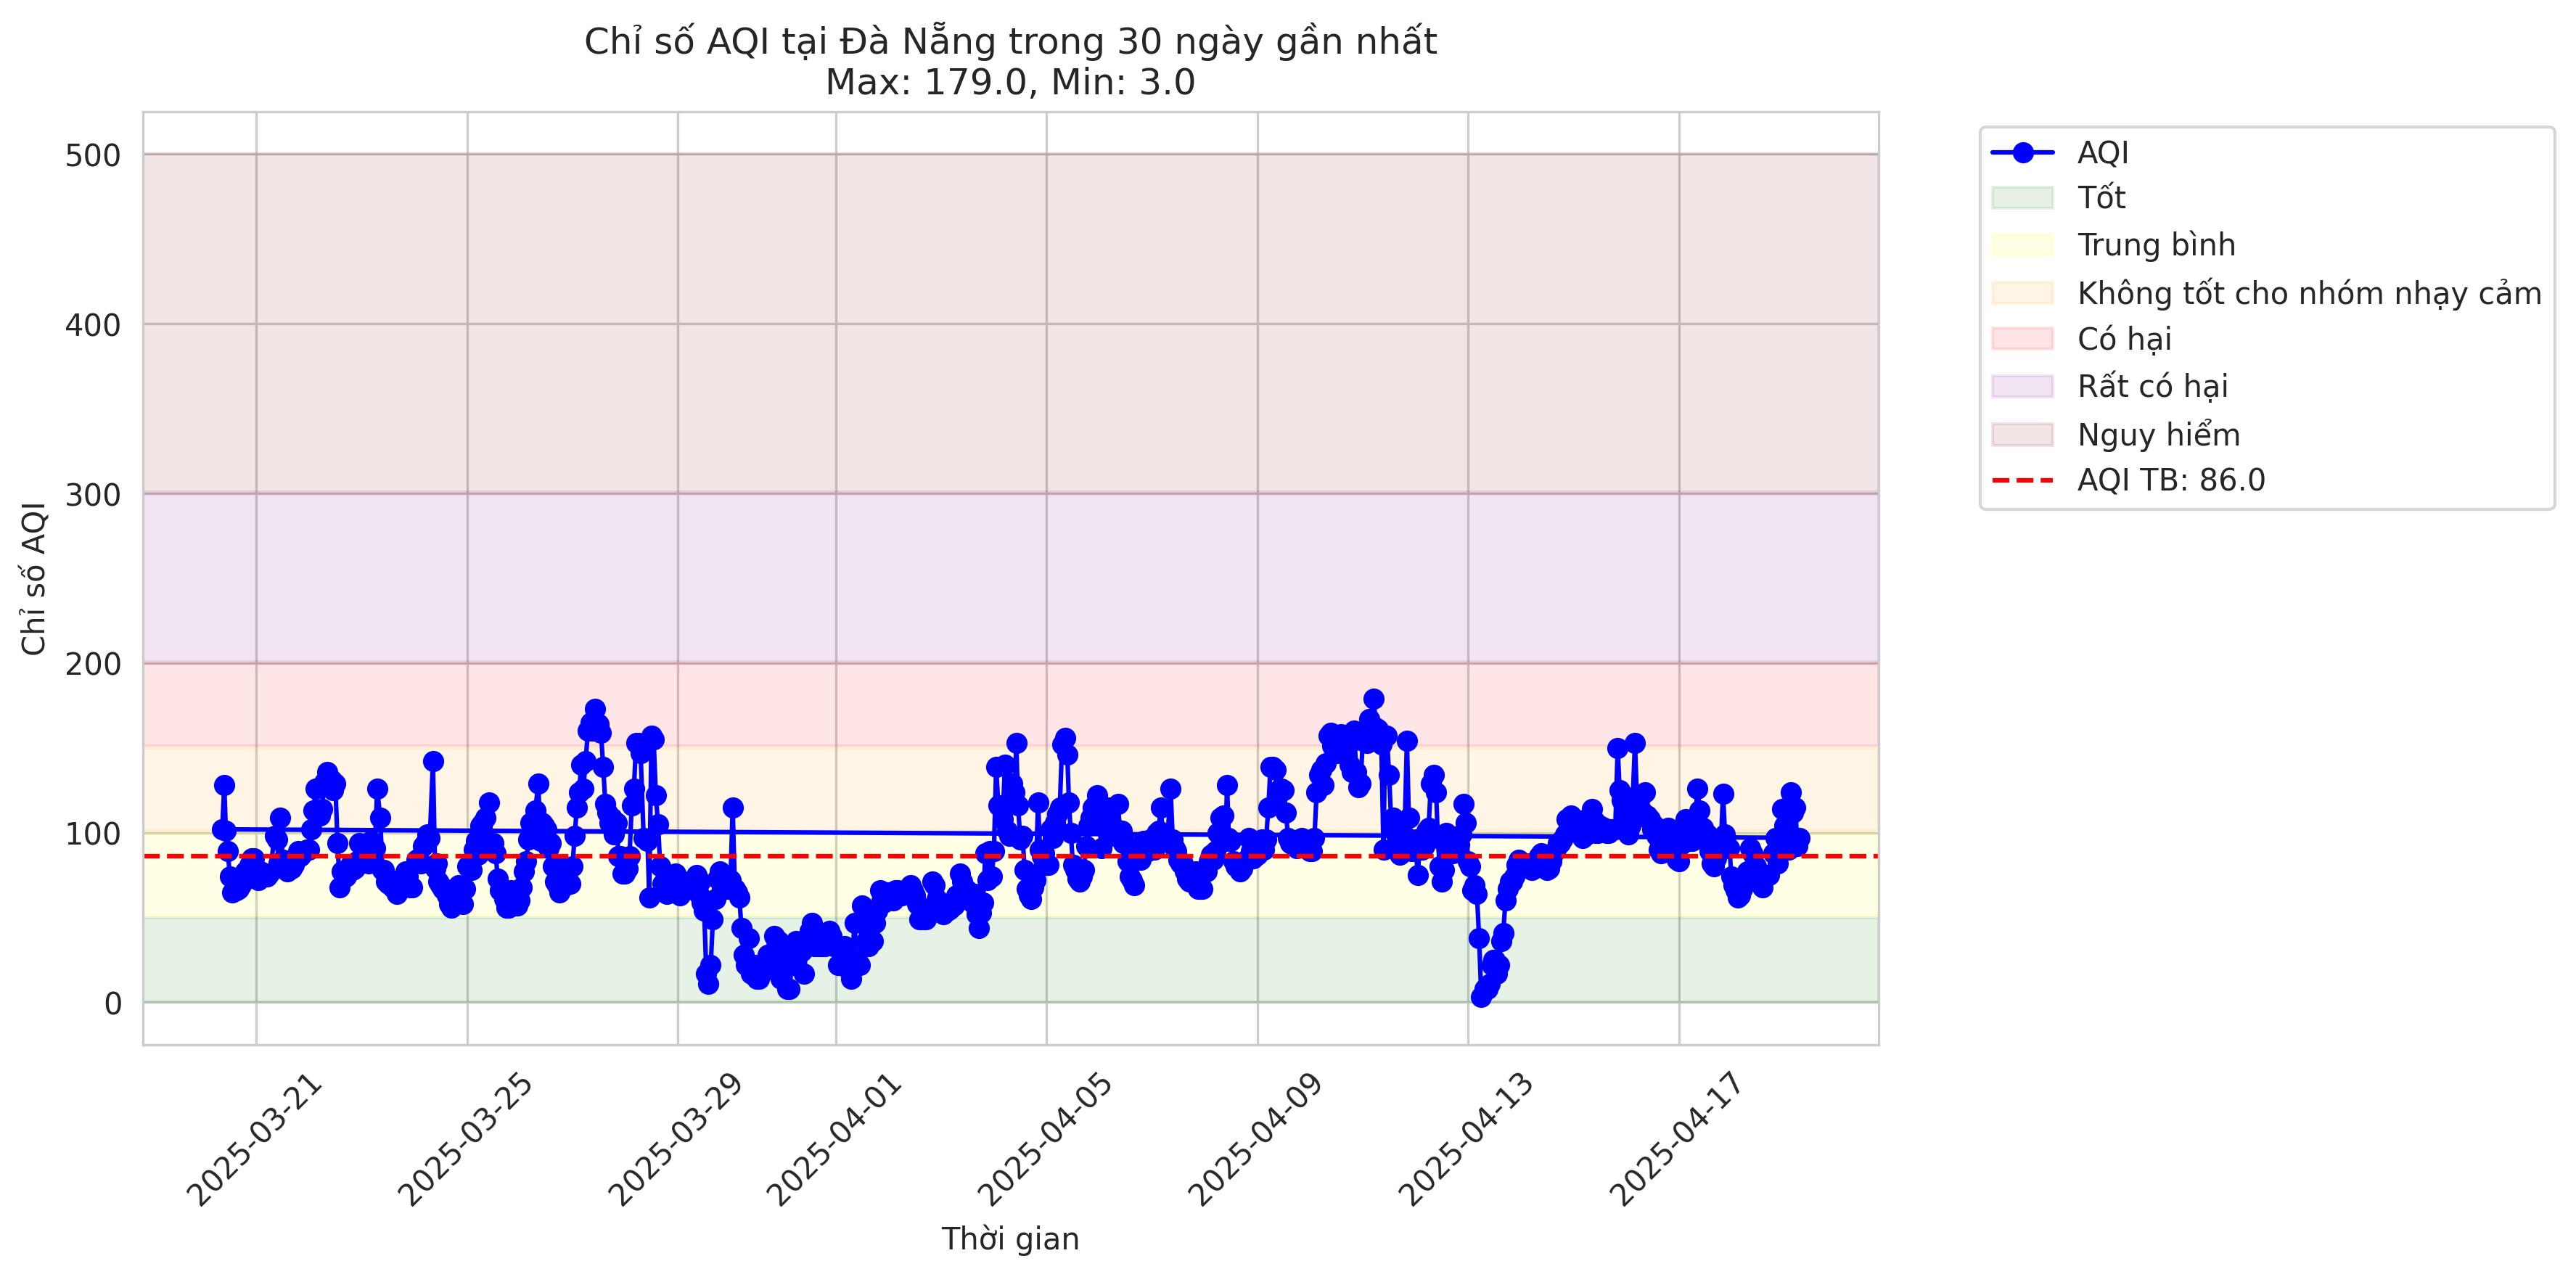 Chỉ số AQI tại Đà Nẵng trong 30 ngày gần nhất
Max: 179.0, Min: 3.0
Chỉ số AQI
500
400
300
200
100
0
2025-03-21
2025-03-25
2025-03-29
2025-04-01
2025-04-05
2025-04-09
2025-04-13
2025-04-17
Thời gian
AQI
Tốt
Trung bình
Không tốt cho nhóm nhạy cảm
Có hại
Rất có hại
Nguy hiểm
AQI TB: 86.0